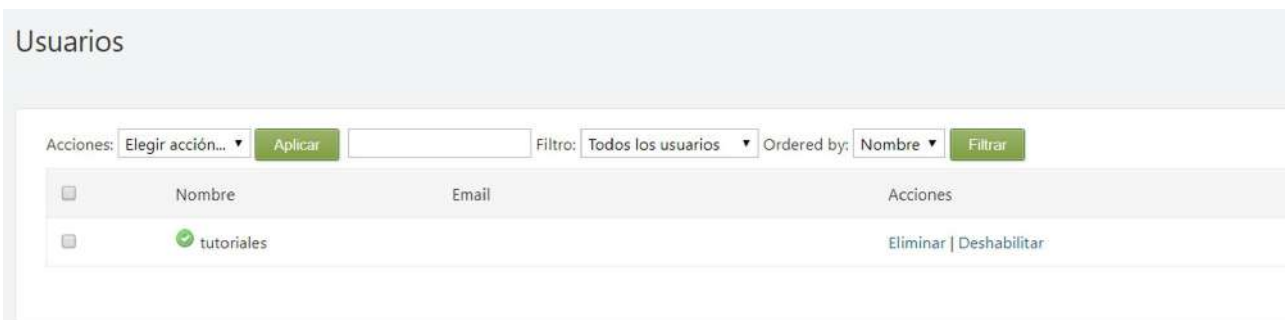 Usuarios
Acciones: Elegir acción... Aplicar Filtro: Todos los usuarios Ordered by: Nombre Filtrar
Nombre Email Acciones
tutoriales Eliminar | Deshabilitar